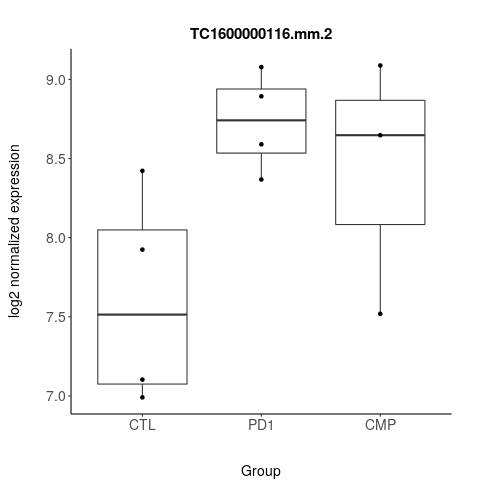 TC1600000116.mm.2
log2 normalized expression
9.0
8.5
8.0
7.5
7.0
CTL PD1 CMP
Group